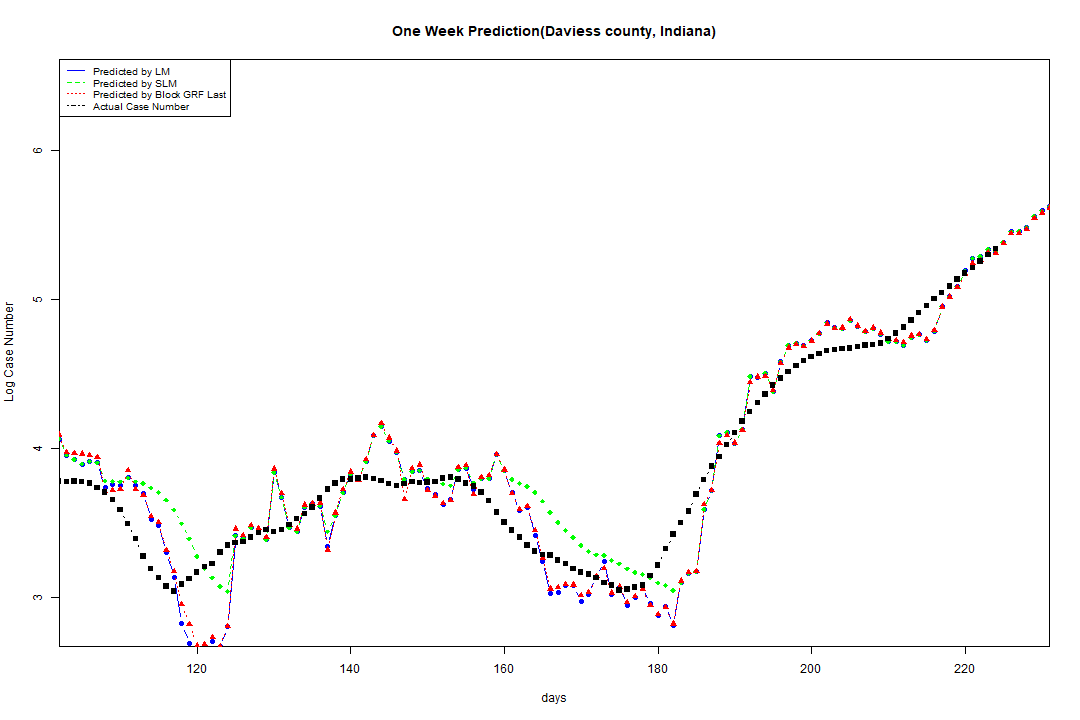 One Week Prediction(Daviess county, Indiana)
Predicted by LM
Predicted by SLM
Predicted by Block GRF Last
Actual Case Number
6
5
4
3
Log Case Number
120 140 160 180 200 220
days